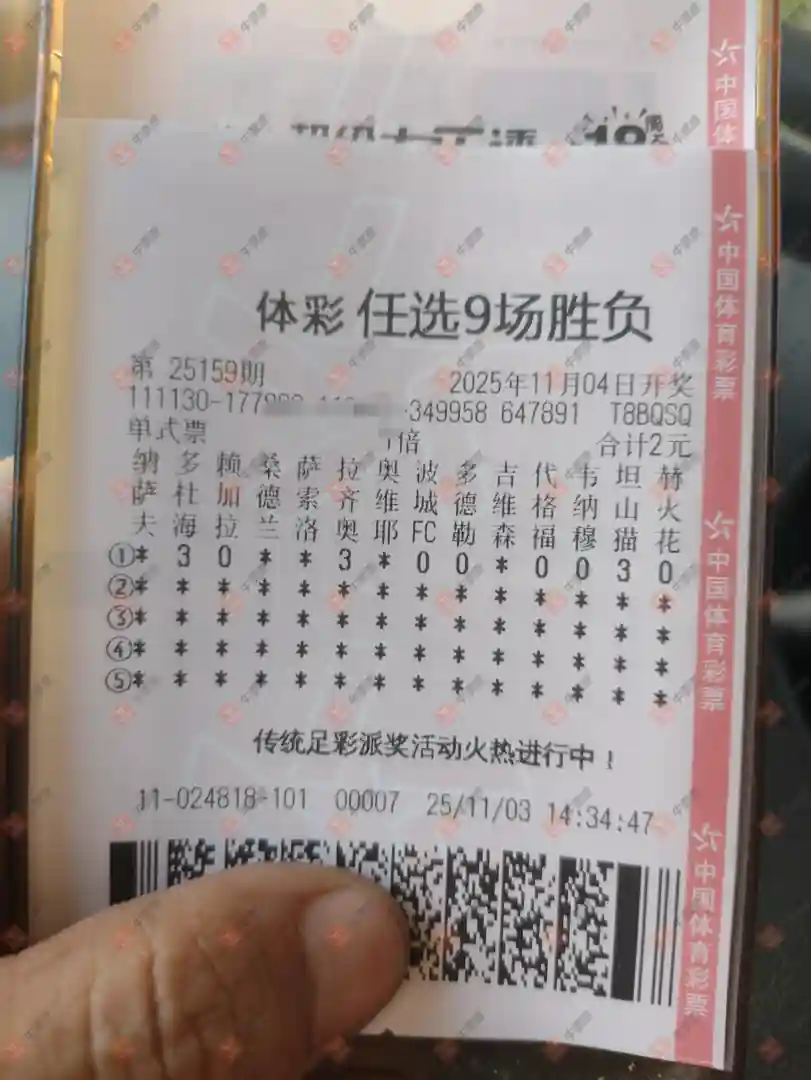 体彩 任选9场胜负
第 25159期 2025年11月04日开奖
111130-177 349958 647891 T8BQSQ
单式票 1倍 合计2元
纳 多 赖 桑 萨 拉 奥 波 多 吉 代 韦 坦 赫
萨 杜 加 德 索 齐 维 城 德 维 格 纳 山 火
夫 海 拉 兰 洛 奥 耶 FC 勒 森 福 穆 猫 花
①* 3 0 * * 3 * 0 0 * 0 0 3 0
②* * * * * * * * * * * * * *
③* * * * * * * * * * * * * *
④* * * * * * * * * * * * * *
⑤* * * * * * * * * * * * * *
传统足彩派奖活动火热进行中！
11-024818-101 00007 25/11/03 14:34:47
中国体
中国体育彩票
中国体育彩票
中国体育彩票